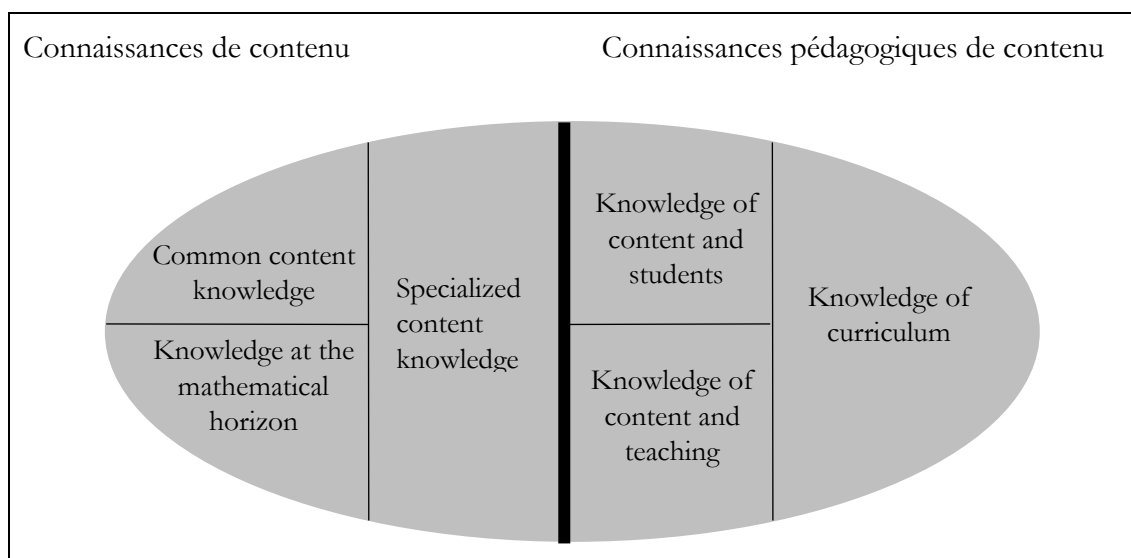 Connaissances de contenu
Connaissances pédagogiques de contenu
Common content
knowledge
Knowledge at the
mathematical
horizon
Specialized
content
knowledge
Knowledge of
content and
students
Knowledge of
content and
teaching
Knowledge of
curriculum